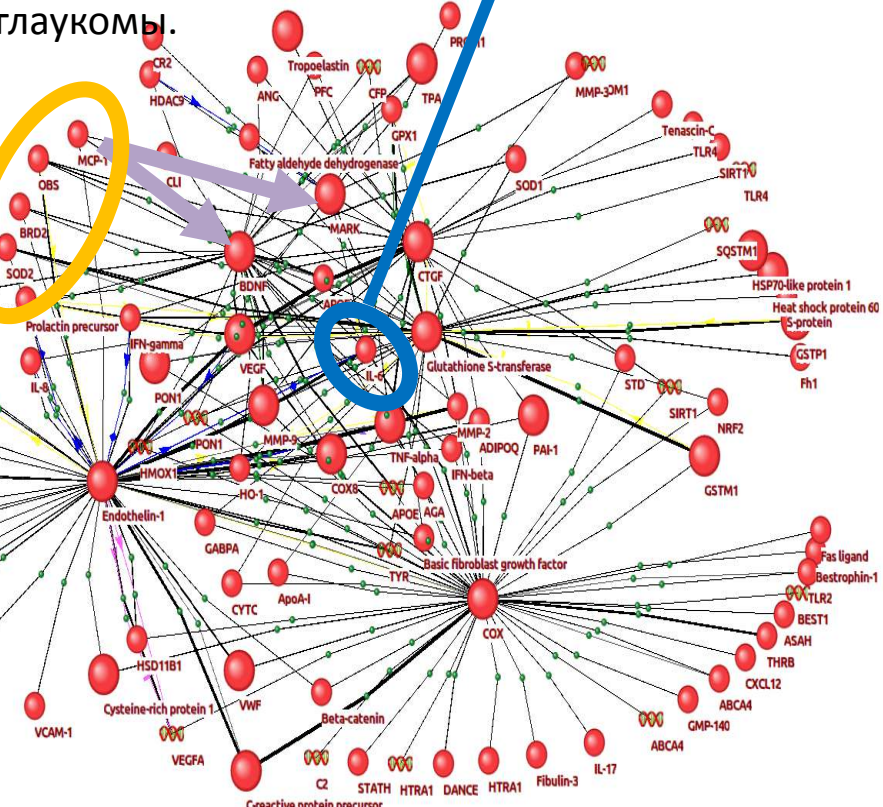 глаукомы.
CR2
HDAC9
ANG
Tropoelastin
PFC
CFP
TPA
GPX1
MMP-3
TLR4
Tenascin-C
SIRT1
TLR4
MCP-1
OBS
CLI
Fatty aldehyde dehydrogenase
SOD1
BRD2
MARK
SOD2
BDNF
CTGF
SQSTM1
HSP70-like protein 1
Heat shock protein 60
S-protein
Prolactin precursor
IFN-gamma
VEGF
IL-6
Glutathione S-transferase
GSTP1
Fh1
IL-8
PON1
STD
SIRT1
NRF2
PON1
MMP-9
MMP-2
ADIPOQ
PAI-1
TNF-alpha
IFN-beta
HMOX1
HO-1
COX8
GSTM1
Endothelin-1
APOE
AGA
GABPA
TYR
Basic fibroblast growth factor
Fas ligand
Bestrophin-1
TLR2
CYTC
ApoA-I
COX
BEST1
ASAH
THRB
CXCL12
HSD11B1
ABCA4
GMP-140
Cysteine-rich protein 1
VWF
Beta-catenin
VCAM-1
VEGFA
ABCA4
C2
STATH
HTRA1
DANCE
HTRA1
Fibulin-3
IL-17
C-reactive protein precursor